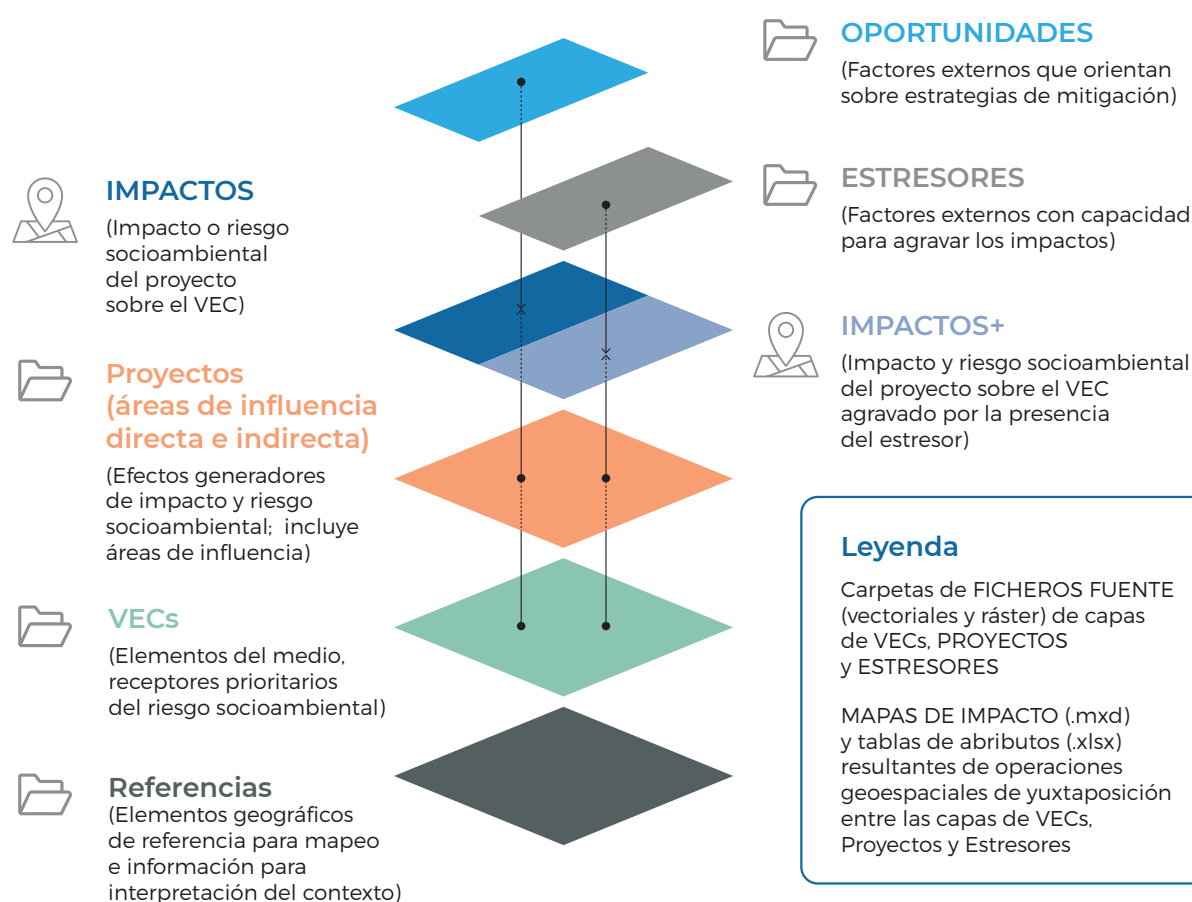 IMPACTOS
(Impacto o riesgo
socioambiental
del proyecto
sobre el VEC)
Proyectos
(áreas de influencia
directa e indirecta)
(Efectos generadores
de impacto y riesgo
socioambiental; incluye
áreas de influencia)
VECs
(Elementos del medio,
receptores prioritarios
del riesgo socioambiental)
Referencias
(Elementos geográficos
de referencia para mapeo
e información para
interpretación del contexto)
OPORTUNIDADES
(Factores externos que orientan
sobre estrategias de mitigación)
ESTRESORES
(Factores externos con capacidad
para agravar los impactos)
IMPACTOS+
(Impacto y riesgo socioambiental
del proyecto sobre el VEC
agravado por la presencia
del estresor)
Leyenda
Carpetas de FICHEROS FUENTE
(vectoriales y ráster) de capas
de VECs, PROYECTOS
y ESTRESORES
MAPAS DE IMPACTO (.mxd)
y tablas de abributos (.xlsx)
resultantes de operaciones
geoespaciales de yuxtaposición
entre las capas de VECs,
Proyectos y Estresores